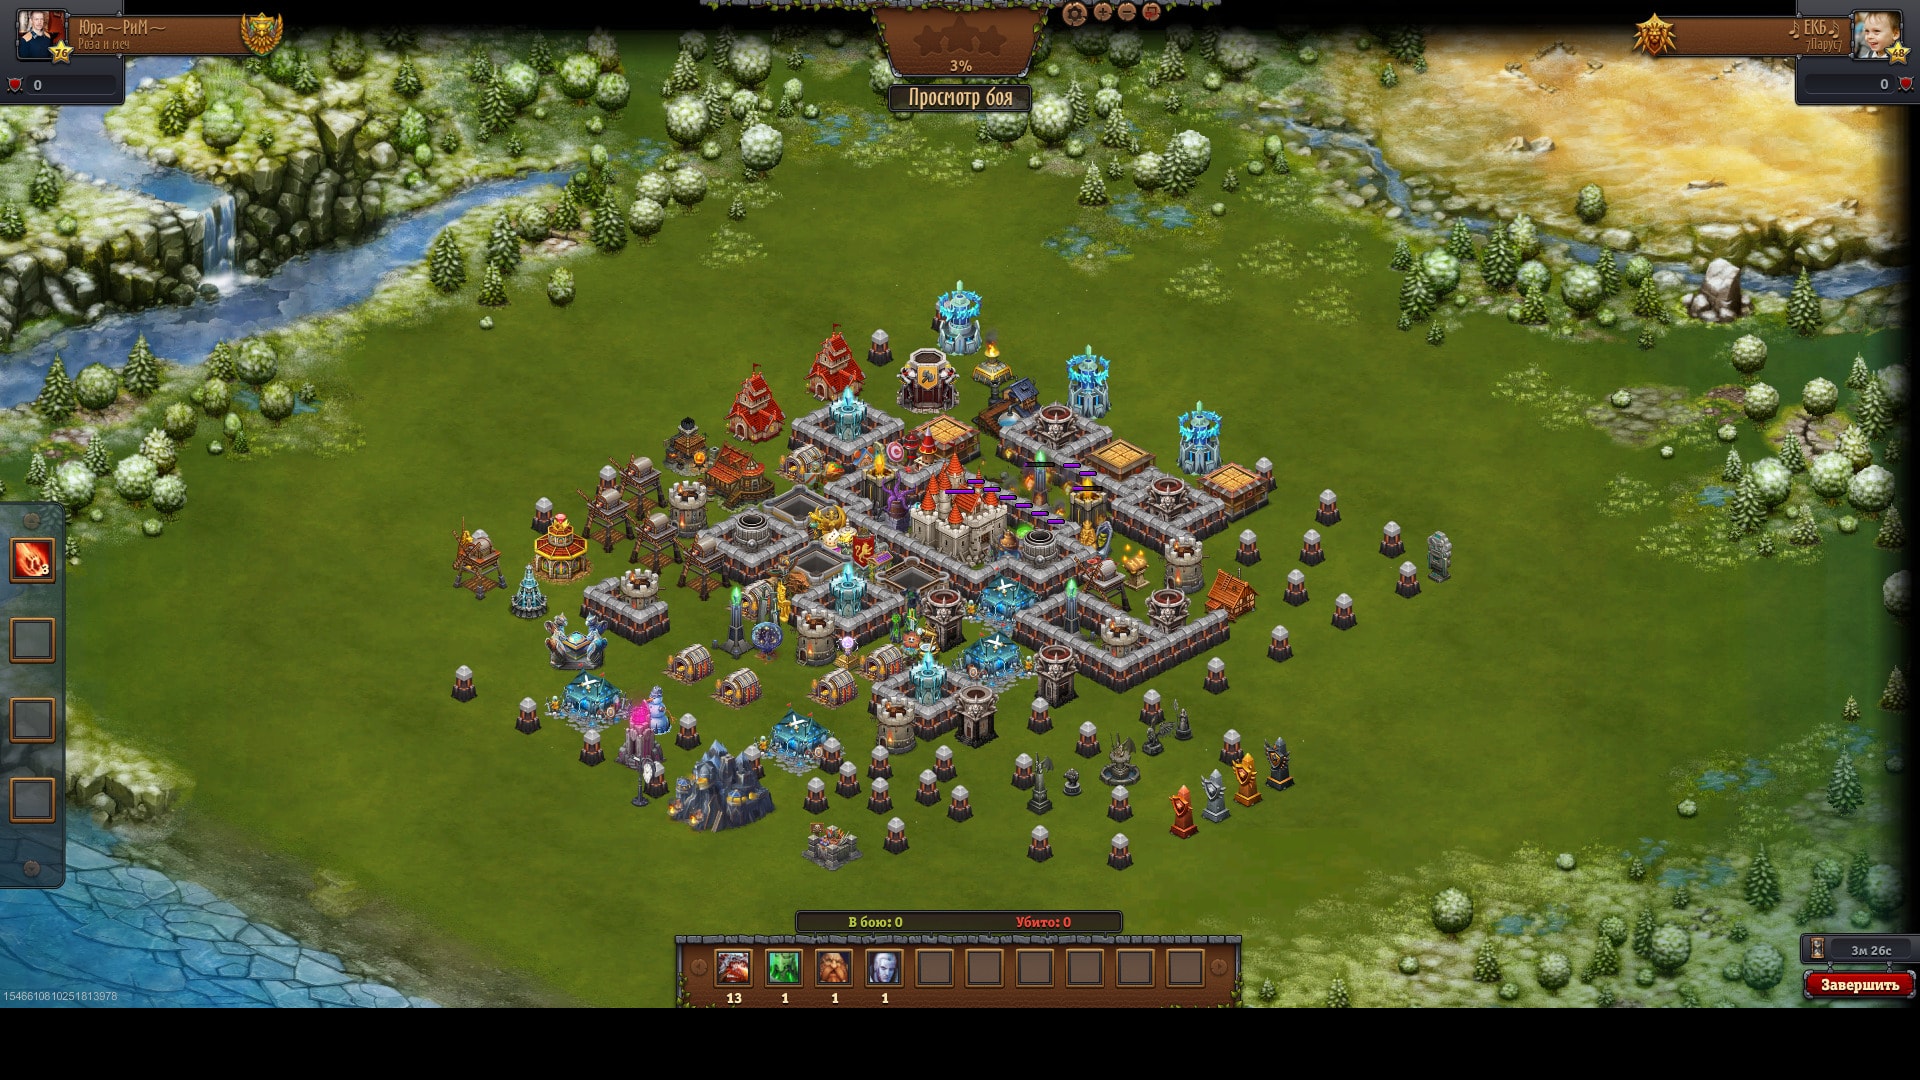 Юра～РиМ～
Роза и меч
76
0
3%
Просмотр боя
♪ ЕКБ♪
7Парус7
48
0
3
В бою: 0
Убито: 0
13
1
1
1
3м 26с
Завершить
1546610810251813978